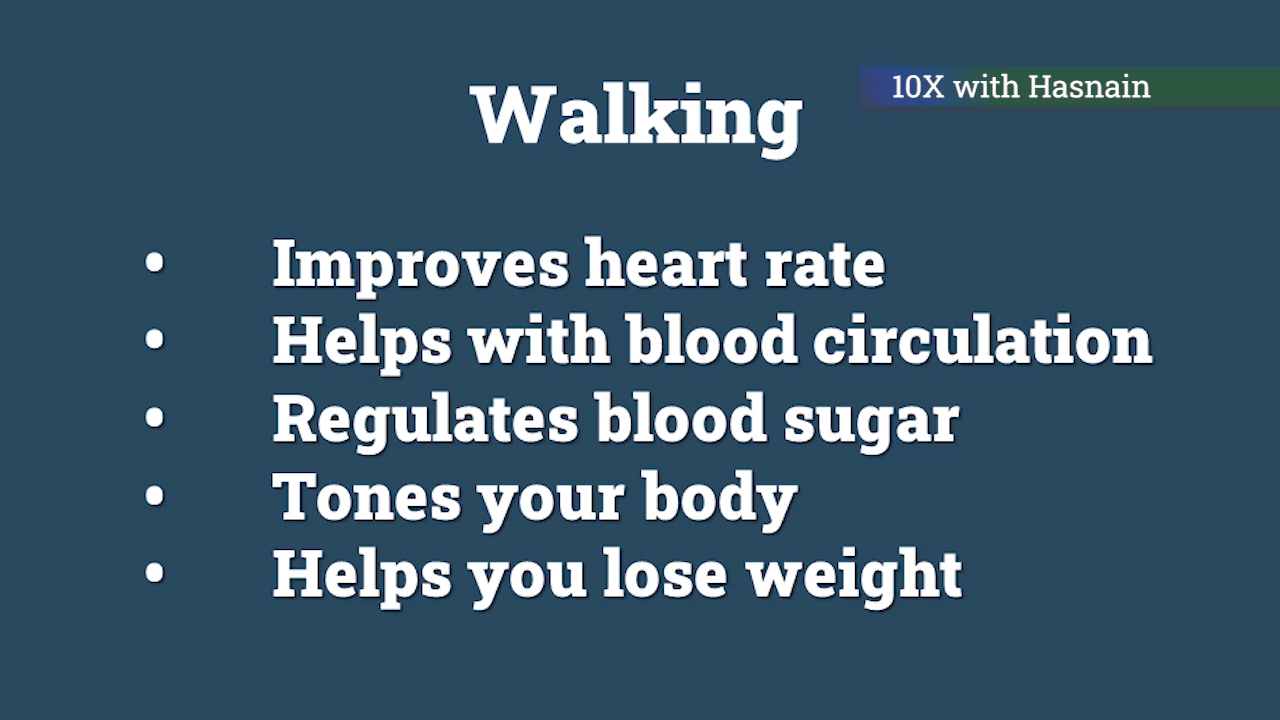 10X with Hasnain
Walking
• Improves heart rate
• Helps with blood circulation
• Regulates blood sugar
• Tones your body
• Helps you lose weight